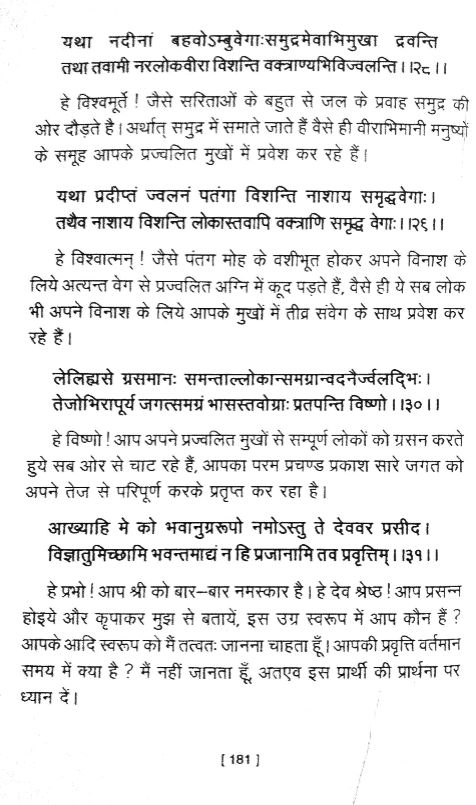 यथा नदीनां बहवोऽम्बुवेगाःसमुद्रमेवाभिमुखा द्रवन्ति
तथा तवामी नरलोकवीरा विशन्ति वक्त्राण्यभिविज्वलन्ति।।२८।।
हे विश्वमूर्ते ! जैसे सरिताओं के बहुत से जल के प्रवाह समुद्र की
ओर दौड़ते है। अर्थात् समुद्र में समाते जाते हैं वैसे ही वीराभिमानी मनुष्यों
के समूह आपके प्रज्वलित मुखों में प्रवेश कर रहे हैं।
यथा प्रदीप्तं ज्वलनं पतंगा विशन्ति नाशाय समृद्धवेगाः।
तथैव नाशाय विशन्ति लोकास्तवापि वक्त्राणि समृद्ध वेगाः।।२६।।
हे विश्वात्मन् ! जैसे पंतग मोह के वशीभूत होकर अपने विनाश के
लिये अत्यन्त वेग से प्रज्वलित अग्नि में कूद पड़ते हैं, वैसे ही ये सब लोक
भी अपने विनाश के लिये आपके मुखों में तीव्र संवेग के साथ प्रवेश कर
रहे हैं।
लेलिह्यसे ग्रसमानः समन्ताल्लोकान्समग्रान्वदनैर्ज्वलद्भिः।
तेजोभिरापूर्य जगत्समग्रं भासस्तवोग्राः प्रतपन्ति विष्णो।।३०।।
हे विष्णो ! आप अपने प्रज्वलित मुखों से सम्पूर्ण लोकों को ग्रसन करते
हुये सब ओर से चाट रहे हैं, आपका परम प्रचण्ड प्रकाश सारे जगत को
अपने तेज से परिपूर्ण करके प्रतृप्त कर रहा है।
आख्याहि मे को भवानुग्ररूपो नमोऽस्तु ते देववर प्रसीद।
विज्ञातुमिच्छामि भवन्तमाद्यं न हि प्रजानामि तव प्रवृत्तिम्।।३१।।
हे प्रभो ! आप श्री को बार–बार नमस्कार है। हे देव श्रेष्ठ ! आप प्रसन्न
होइये और कृपाकर मुझ से बतायें, इस उग्र स्वरूप में आप कौन हैं ?
आपके आदि स्वरूप को मैं तत्वतः जानना चाहता हूँ। आपकी प्रवृत्ति वर्तमान
समय में क्या है ? मैं नहीं जानता हूँ, अतएव इस प्रार्थी की प्रार्थना पर
ध्यान दें।
[ 181 ]